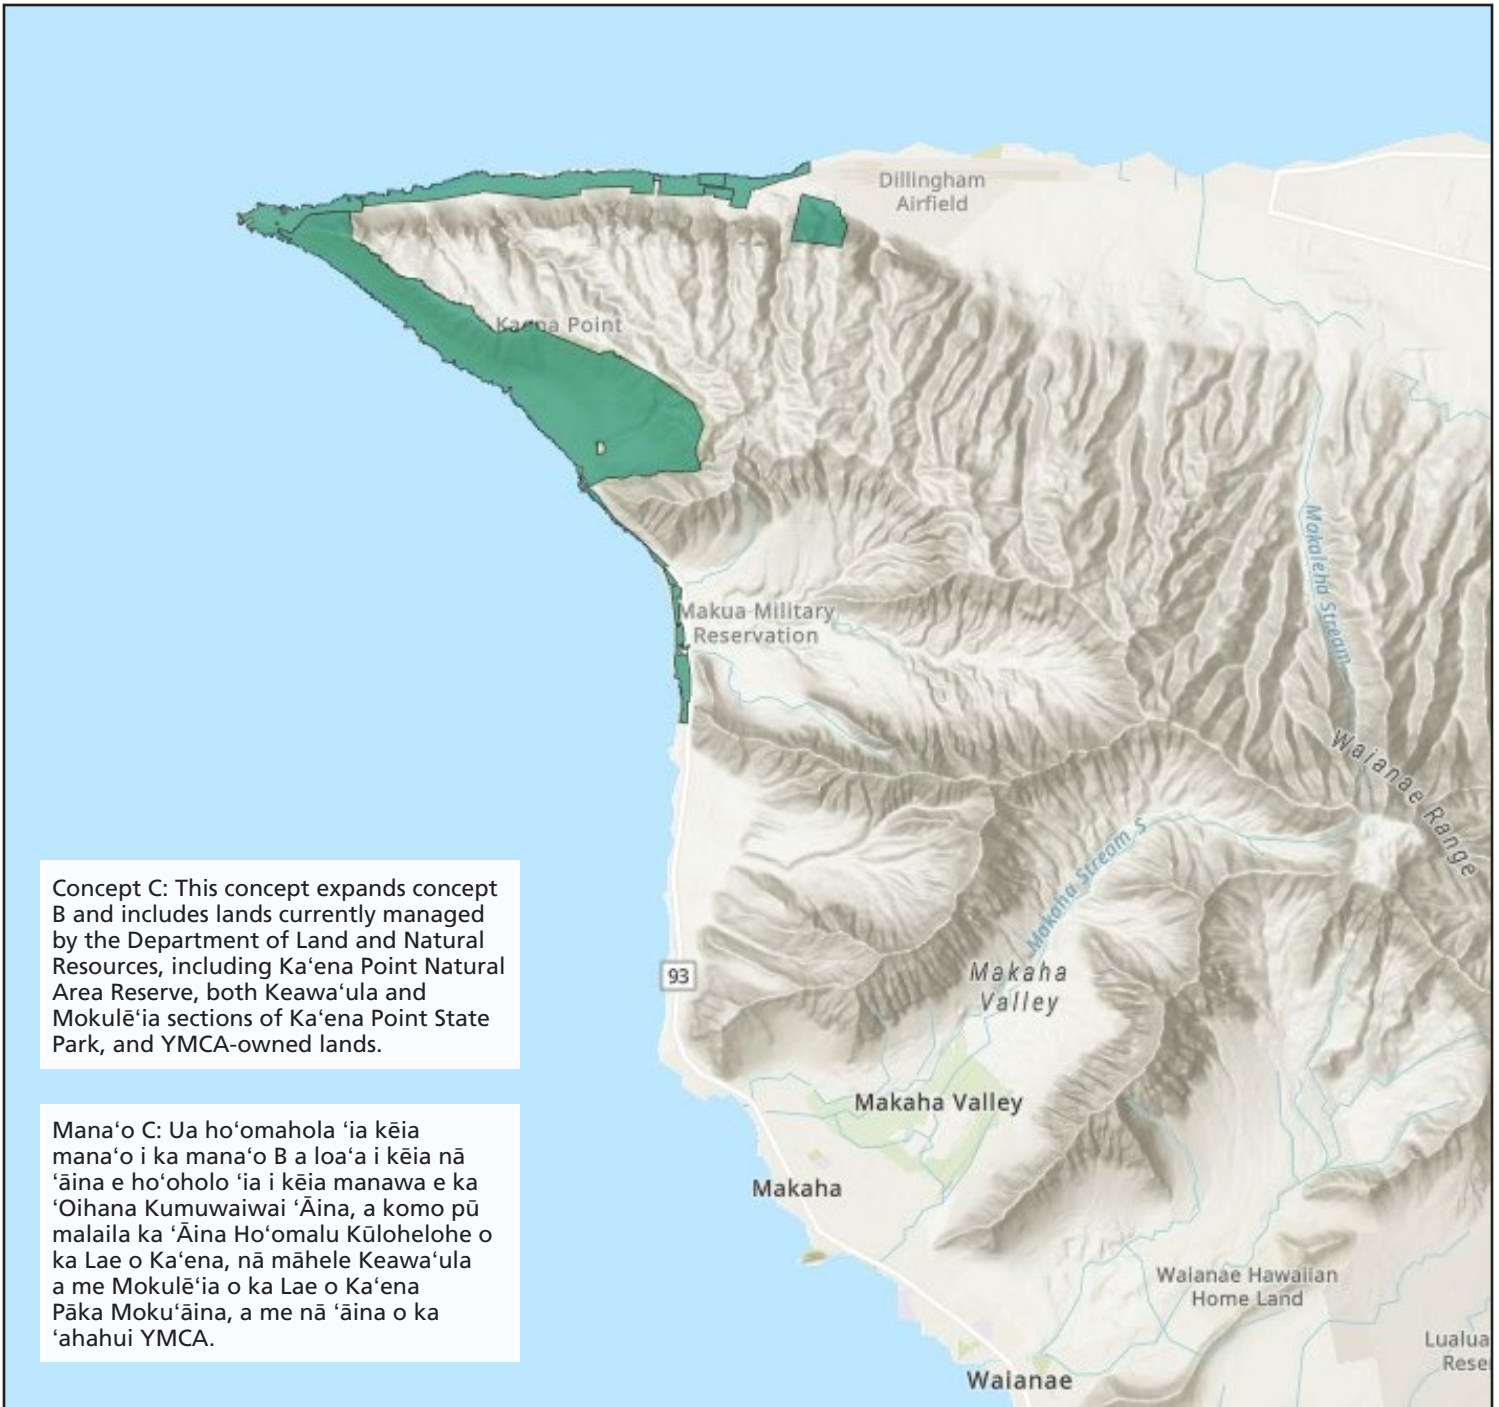 Dillingham
Airfield
Kaena Point
Makua Military
Reservation
Makaleha Stream
Waianae Range
Makaha Stream S
Makaha
Valley
93
Makaha Valley
Makaha
Waianae Hawaiian
Home Land
Lualua
Rese
Waianae
Concept C: This concept expands concept
B and includes lands currently managed
by the Department of Land and Natural
Resources, including Kaʻena Point Natural
Area Reserve, both Keawaʻula and
Mokulēʻia sections of Kaʻena Point State
Park, and YMCA-owned lands.
Manaʻo C: Ua hoʻomahola ʻia kēia
manaʻo i ka manaʻo B a loaʻa i kēia nā
ʻāina e hoʻoholo ʻia i kēia manawa e ka
ʻOihana Kumuwaiwai ʻĀina, a komo pū
malaila ka ʻĀina Hoʻomalu Kūlohelohe o
ka Lae o Kaʻena, nā māhele Keawaʻula
a me Mokulēʻia o ka Lae o Kaʻena
Pāka Mokuʻāina, a me nā ʻāina o ka
ʻahahui YMCA.